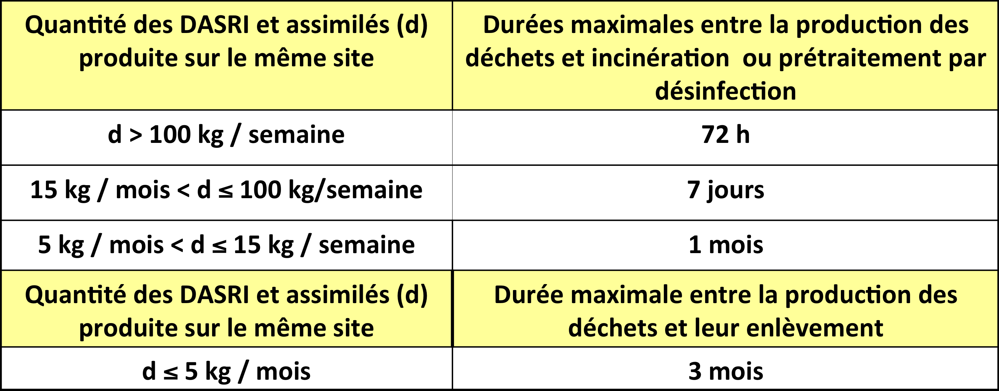 Quantité des DASRI et assimilés (d)
produite sur le même site
Durées maximales entre la production des
déchets et incinération  ou prétraitement par
désinfection
d > 100 kg / semaine
72 h
15 kg / mois < d ≤ 100 kg/semaine
7 jours
5 kg / mois < d ≤ 15 kg / semaine
1 mois
Quantité des DASRI et assimilés (d)
produite sur le même site
Durée maximale entre la production des
déchets et leur enlèvement
d ≤ 5 kg / mois
3 mois